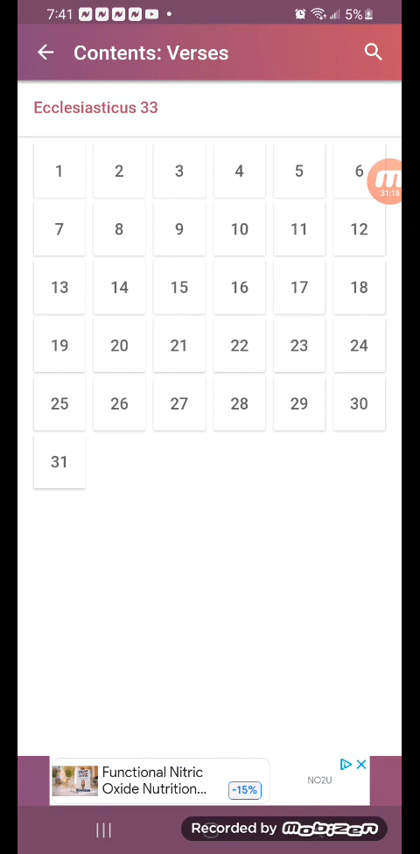 7:41 5%
Contents: Verses
Ecclesiasticus 33
1 2 3 4 5 6
31:18
7 8 9 10 11 12
13 14 15 16 17 18
19 20 21 22 23 24
25 26 27 28 29 30
31
Functional Nitric
Oxide Nutrition...
-15%
NO2U
Recorded by mobizen